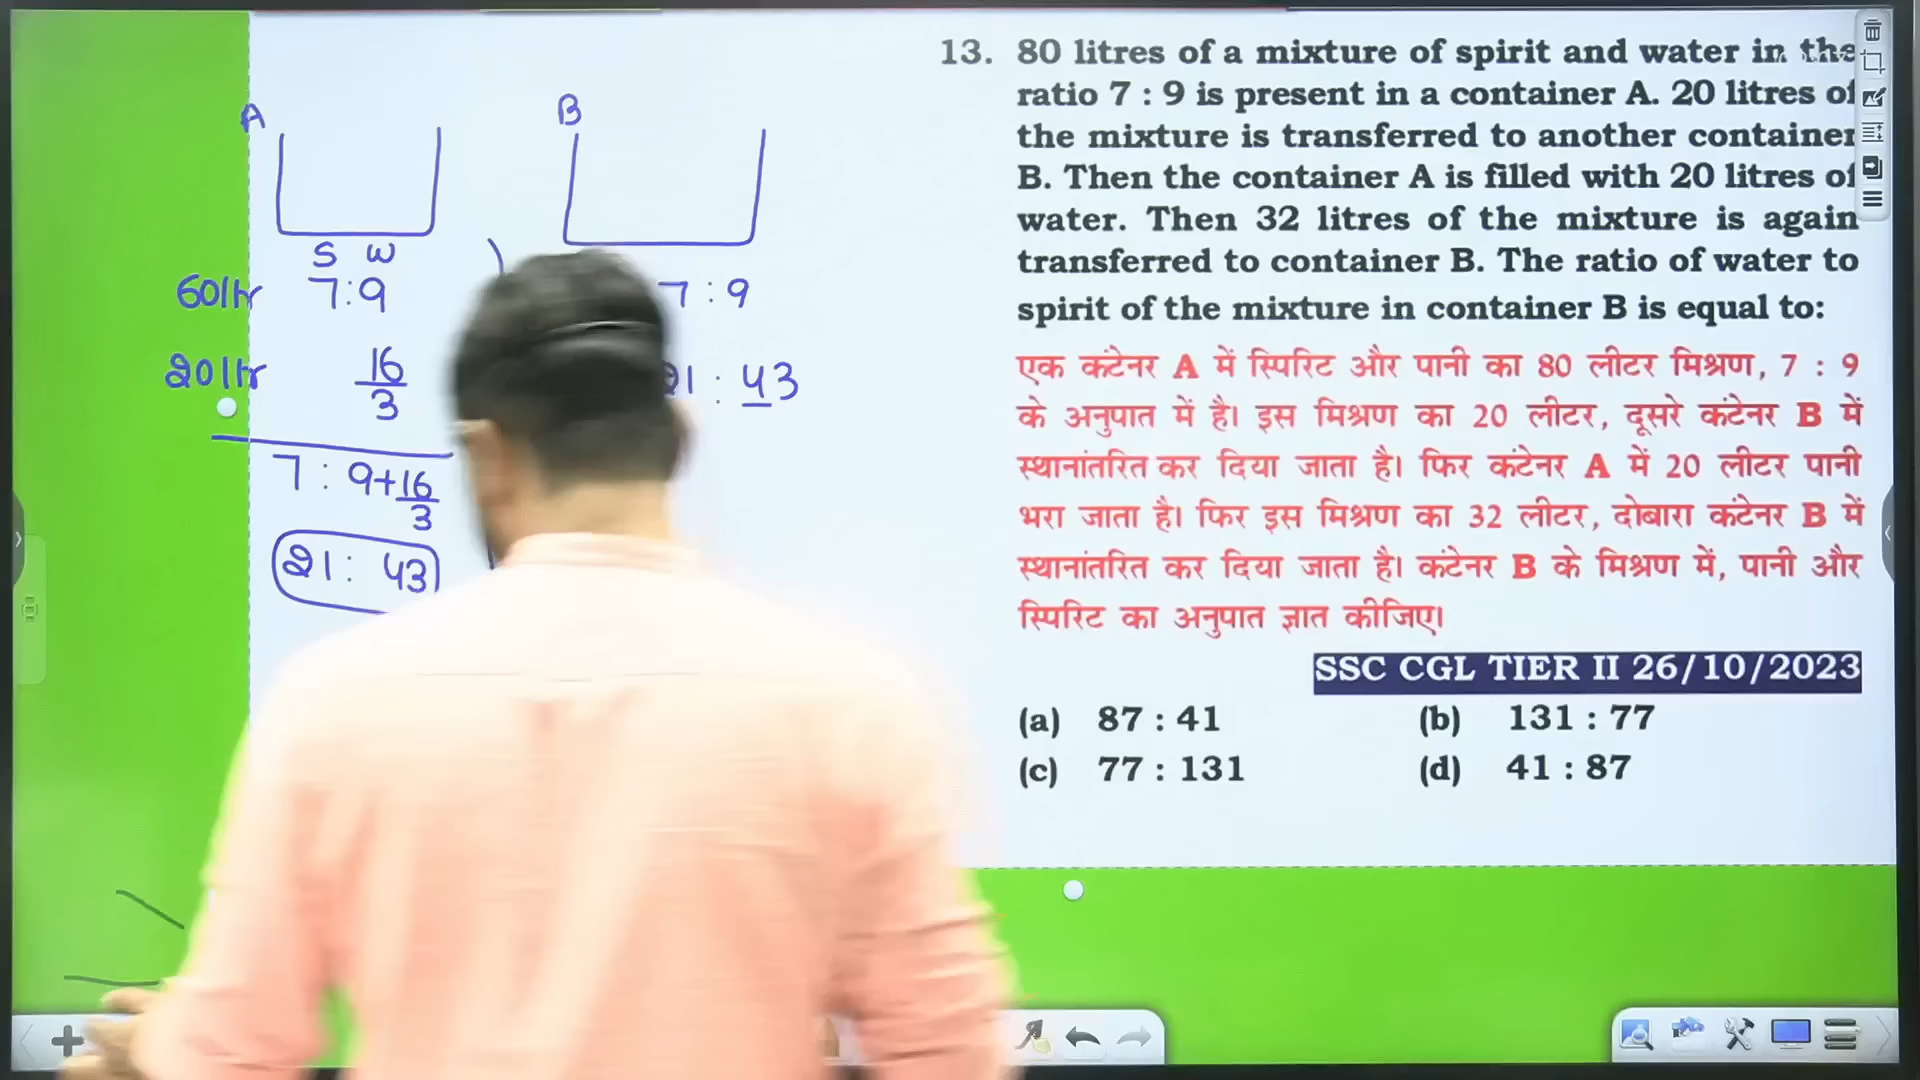 A
B
S W
60ltr 7:9
7 : 9
20ltr 16/3
: 43
7 : 9+16/3
21 : 43
13. 80 litres of a mixture of spirit and water in the
ratio 7 : 9 is present in a container A. 20 litres of
the mixture is transferred to another container
B. Then the container A is filled with 20 litres of
water. Then 32 litres of the mixture is again
transferred to container B. The ratio of water to
spirit of the mixture in container B is equal to:
एक कंटेनर A में स्पिरिट और पानी का 80 लीटर मिश्रण, 7 : 9
के अनुपात में है। इस मिश्रण का 20 लीटर, दूसरे कंटेनर B में
स्थानांतरित कर दिया जाता है। फिर कंटेनर A में 20 लीटर पानी
भरा जाता है। फिर इस मिश्रण का 32 लीटर, दोबारा कंटेनर B में
स्थानांतरित कर दिया जाता है। कंटेनर B के मिश्रण में, पानी और
स्पिरिट का अनुपात ज्ञात कीजिए।
SSC CGL TIER II 26/10/2023
(a) 87 : 41 (b) 131 : 77
(c) 77 : 131 (d) 41 : 87